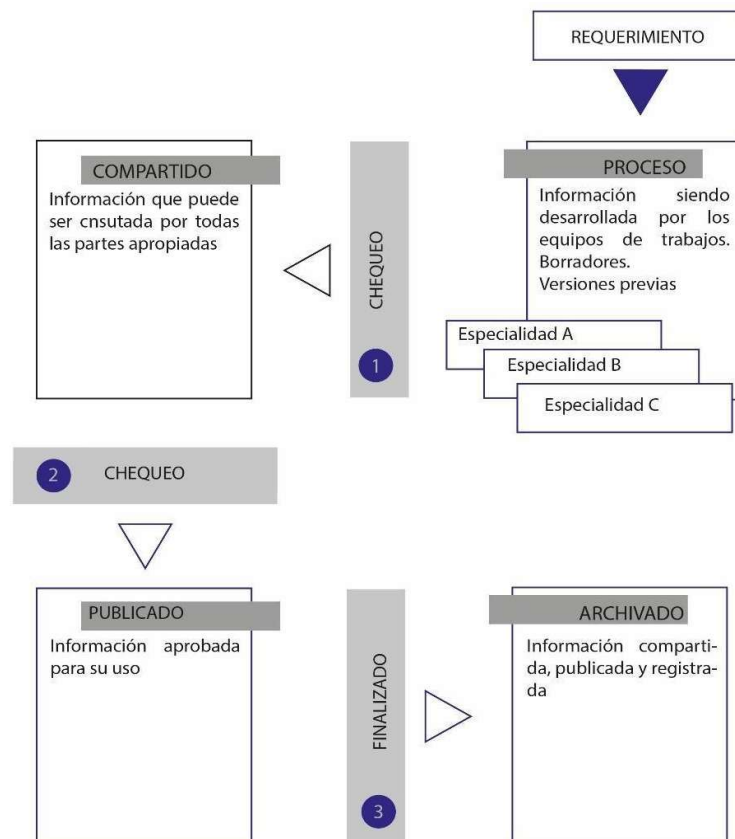 REQUERIMIENTO
PROCESO
Información siendo
desarrollada por los
equipos de trabajos.
Borradores.
Versiones previas
Especialidad A
Especialidad B
Especialidad C
CHEQUEO
1
COMPARTIDO
Información que puede
ser cnsutada por todas
las partes apropiadas
2 CHEQUEO
PUBLICADO
Información aprobada
para su uso
FINALIZADO
3
ARCHIVADO
Información comparti-
da, publicada y registra-
da